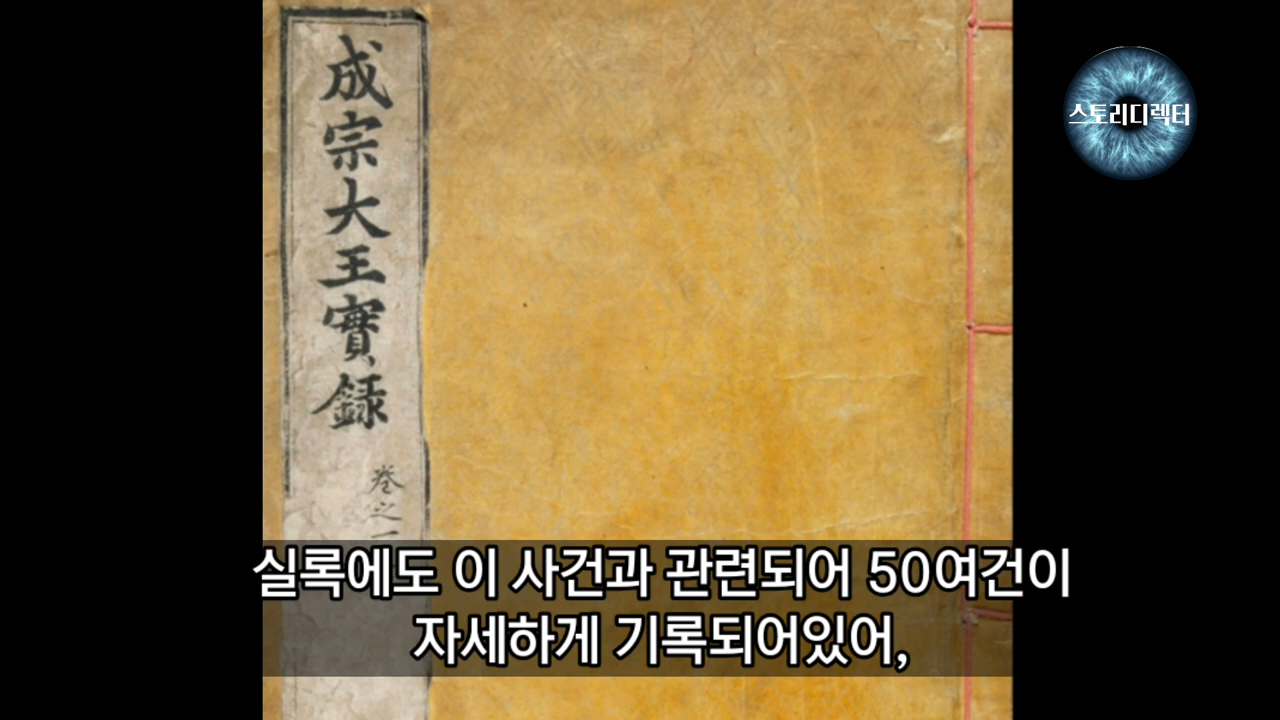 成宗大王實録
卷之一
스토리디렉터
실록에도 이 사건과 관련되어 50여건이
자세하게 기록되어있어,